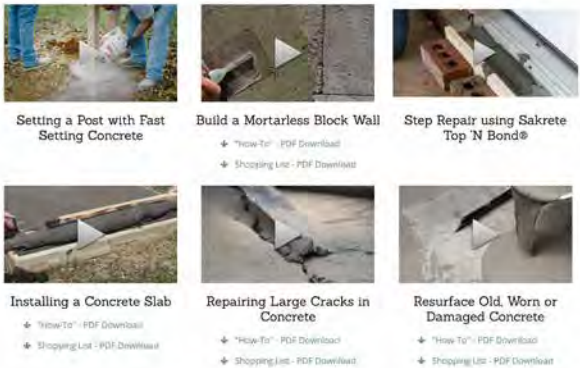 Setting a Post with Fast
Setting Concrete
Build a Mortarless Block Wall
"How-To" - PDF Download
Shopping List - PDF Download
Step Repair using Sakrete
Top 'N Bond®
Installing a Concrete Slab
"How-To" - PDF Download
Shopping List - PDF Download
Repairing Large Cracks in
Concrete
"How-To" - PDF Download
Shopping List - PDF Download
Resurface Old, Worn or
Damaged Concrete
"How-To" - PDF Download
Shopping List - PDF Download